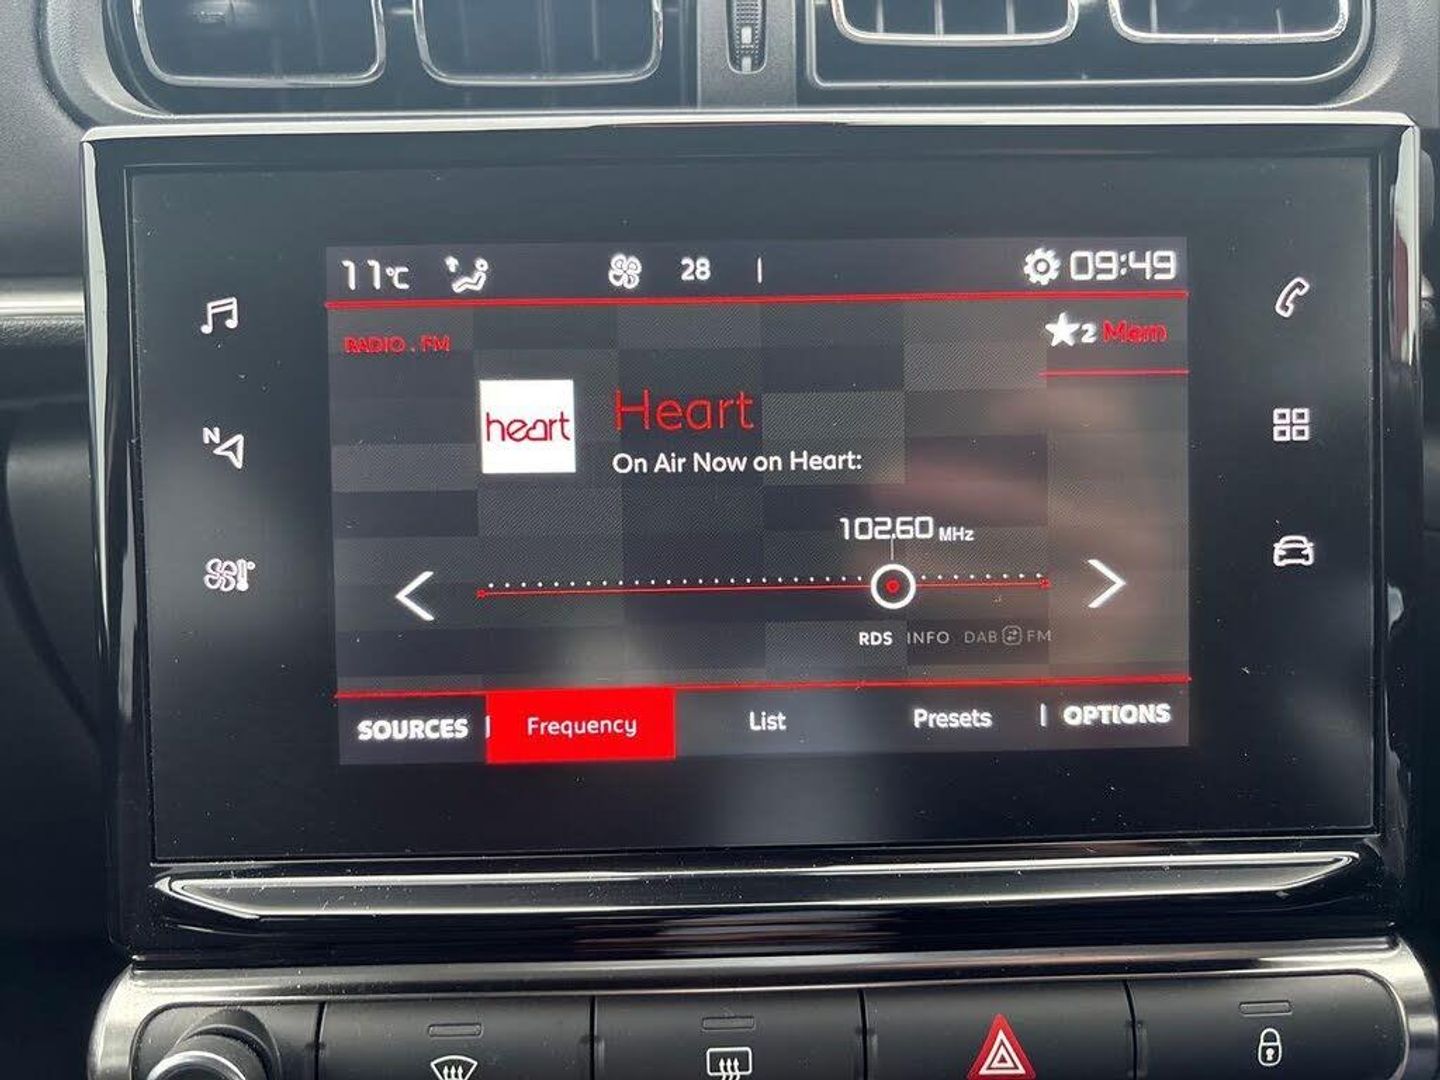 11°C 28 09:49
RADIO . FM
2 Mem
heart
Heart
On Air Now on Heart:
102.60 MHz
N
RDS INFO DAB FM
SOURCES Frequency List Presets OPTIONS